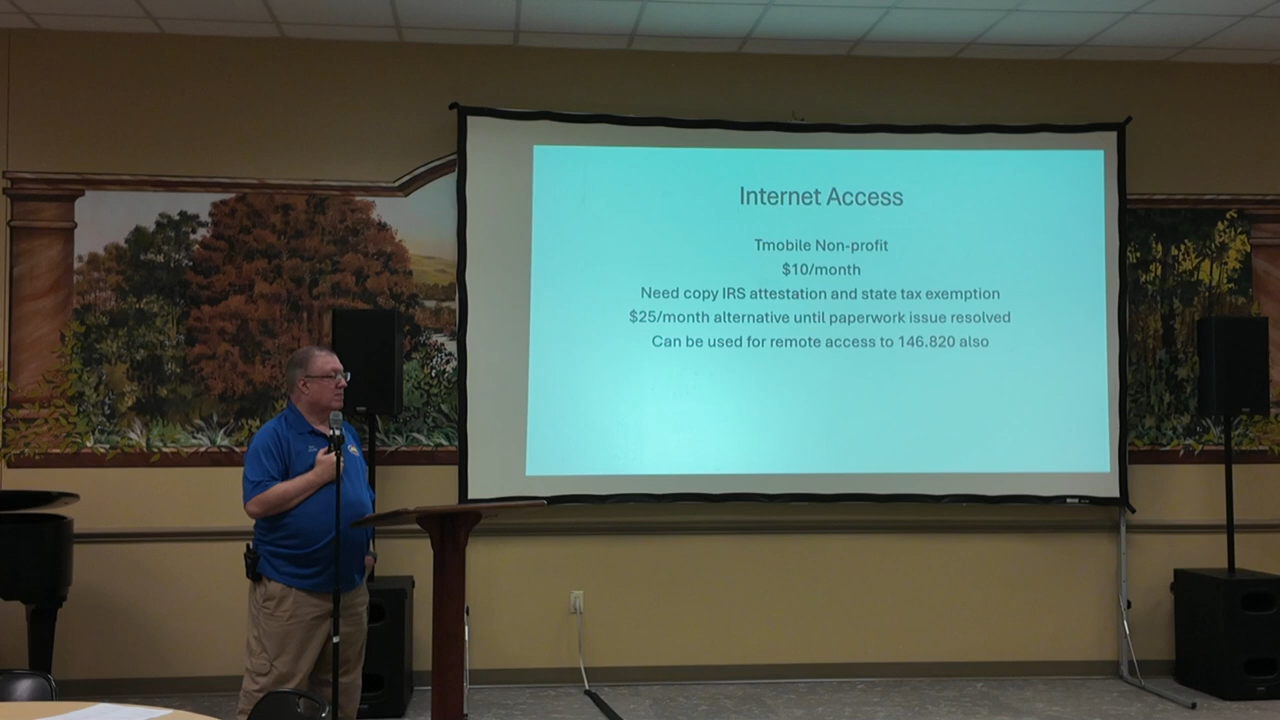 Internet Access
Tmobile Non-profit
$10/month
Need copy IRS attestation and state tax exemption
$25/month alternative until paperwork issue resolved
Can be used for remote access to 146.820 also